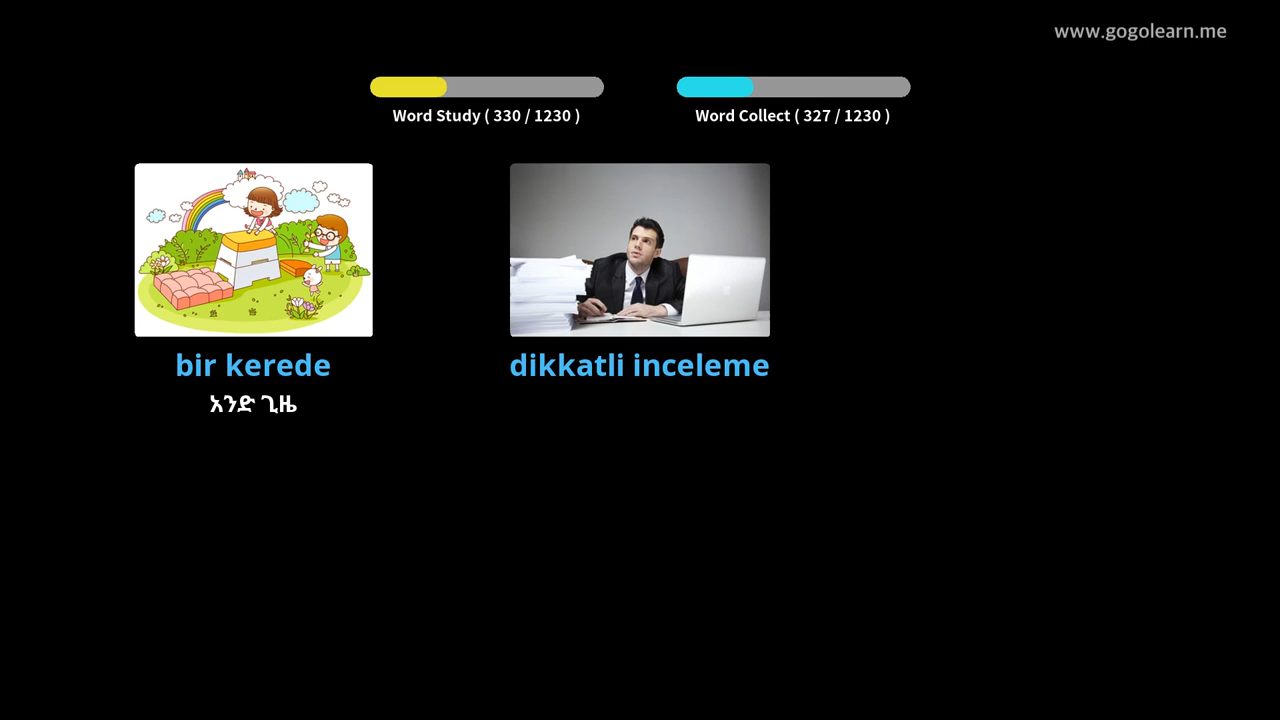 www.gogolearn.me
Word Study ( 330 / 1230 )
Word Collect ( 327 / 1230 )
bir kerede
dikkatli inceleme
አንድ ጊዜ